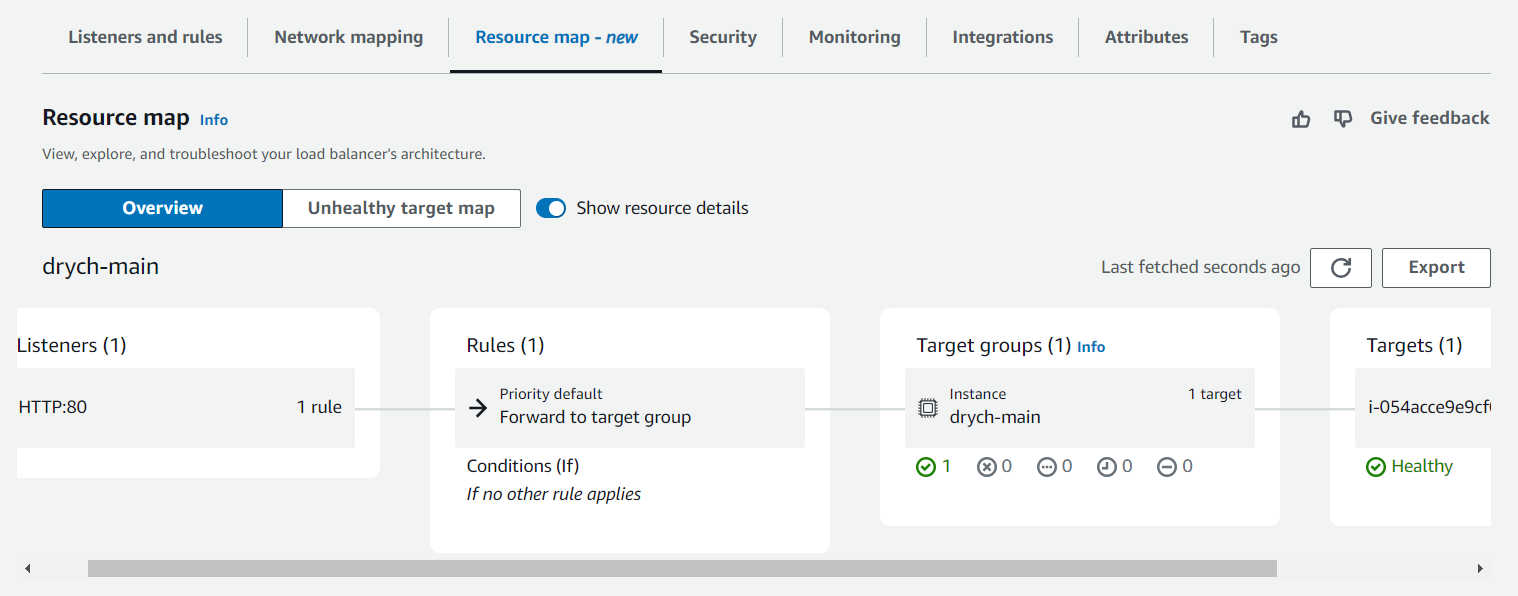 Listeners and rules
Network mapping
Resource map - new
Security
Monitoring
Integrations
Attributes
Tags
Resource map Info
Give feedback
View, explore, and troubleshoot your load balancer's architecture.
Overview
Unhealthy target map
Show resource details
drych-main
Last fetched seconds ago
Export
Listeners (1)
HTTP:80
1 rule
Rules (1)
Priority default
Forward to target group
Conditions (If)
If no other rule applies
Target groups (1) Info
Instance
1 target
drych-main
1
0
0
0
0
Targets (1)
i-054acce9e9cf
Healthy